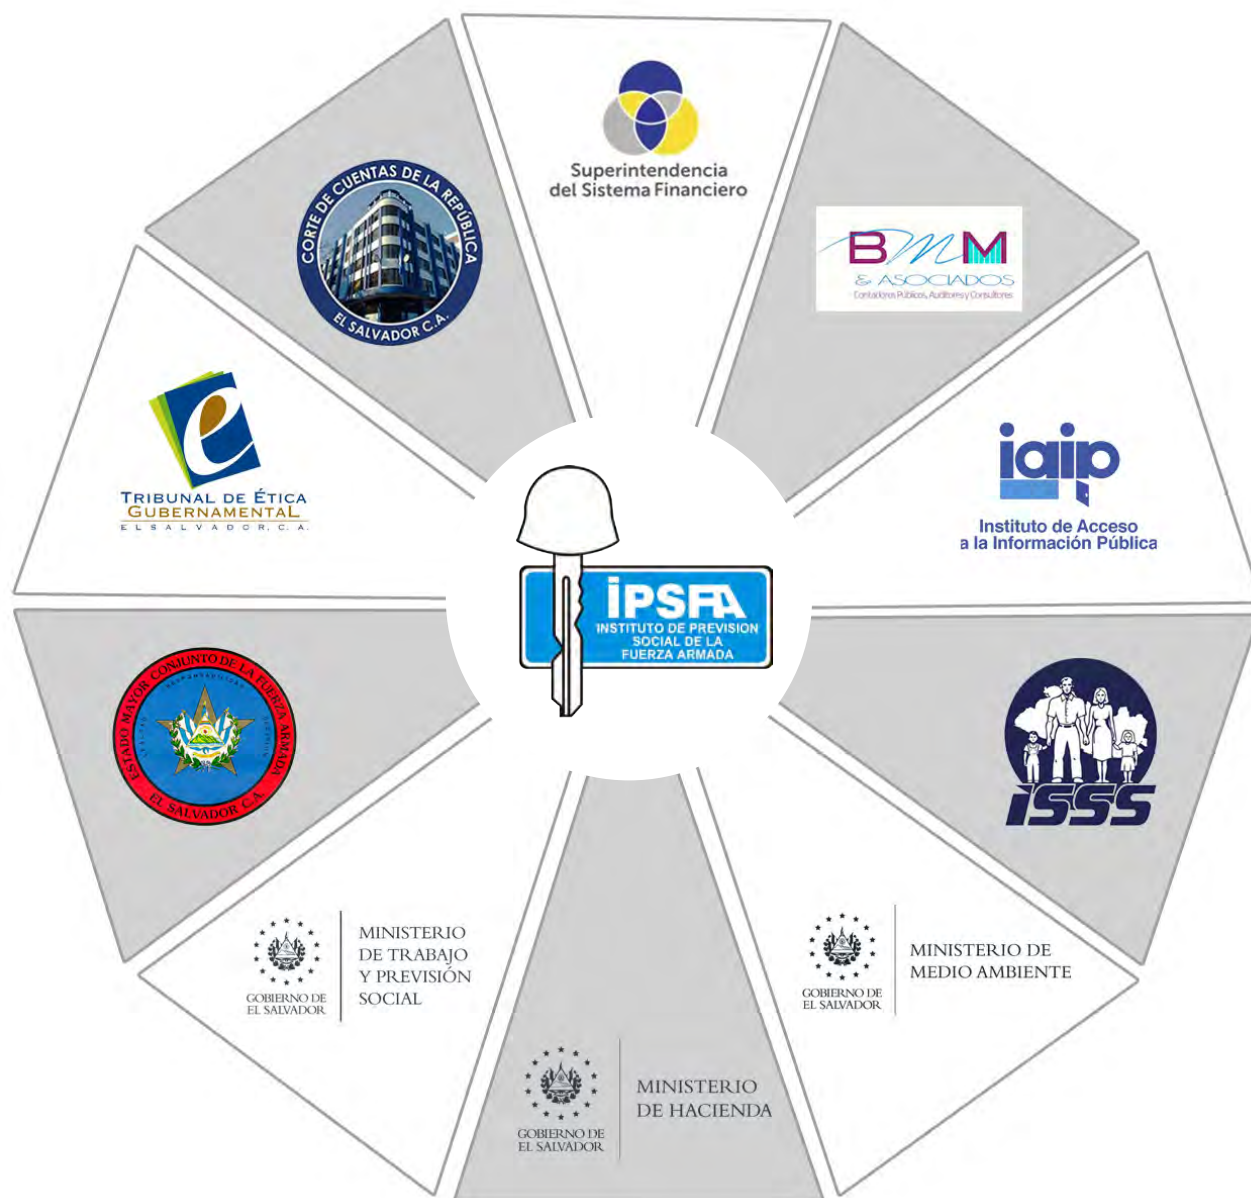 Superintendencia
del Sistema Financiero
CORTE DE CUENTAS DE LA REPÚBLICA
EL SALVADOR C.A.
BMM
& ASOCIADOS
Contadores Públicos, Auditores y Consultores
TRIBUNAL DE ÉTICA
GUBERNAMENTAL
EL SALVADOR, C.A.
iaip
Instituto de Acceso
a la Información Pública
IPSFA
INSTITUTO DE PREVISION
SOCIAL DE LA
FUERZA ARMADA
ESTADO MAYOR CONJUNTO DE LA FUERZA ARMADA
EL SALVADOR C.A.
ISSS
MINISTERIO
DE TRABAJO
Y PREVISIÓN
SOCIAL
GOBIERNO DE
EL SALVADOR
MINISTERIO DE
MEDIO AMBIENTE
GOBIERNO DE
EL SALVADOR
MINISTERIO
DE HACIENDA
GOBIERNO DE
EL SALVADOR